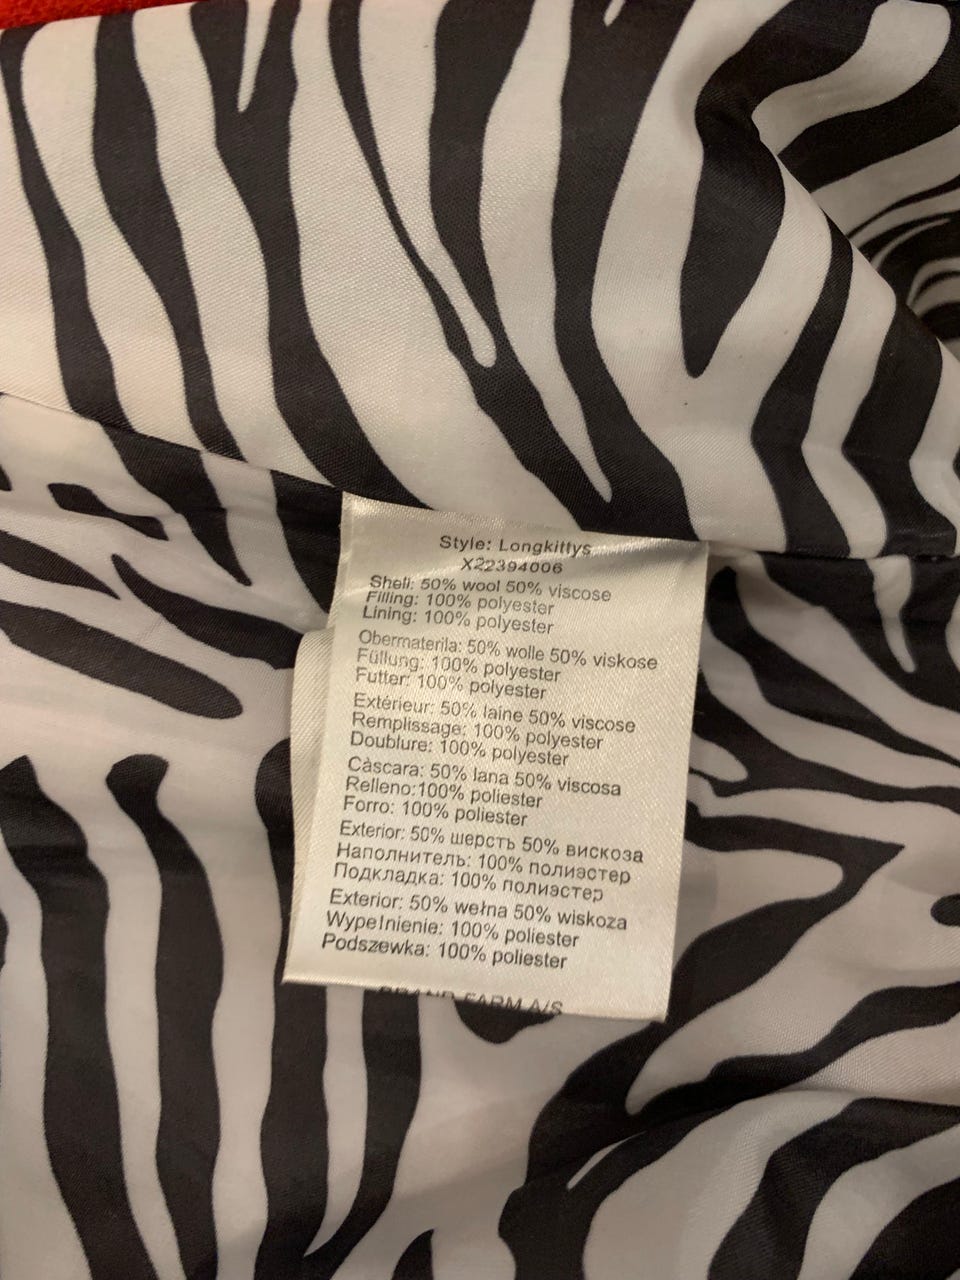 Style: Longkittys
X22394006
Shell: 50% wool 50% viscose
Filling: 100% polyester
Lining: 100% polyester
Obermaterila: 50% wolle 50% viskose
Füllung: 100% polyester
Futter: 100% polyester
Extérieur: 50% laine 50% viscose
Remplissage: 100% polyester
Doublure: 100% polyester
Càscara: 50% lana 50% viscosa
Relleno:100% poliester
Forro: 100% poliester
Exterior: 50% шерсть 50% вискоза
Наполнитель: 100% полиэстер
Подкладка: 100% полиэстер
Exterior: 50% wełna 50% wiskoza
Wype!nienie: 100% poliester
Podszewka: 100% poliester
FARM A/S